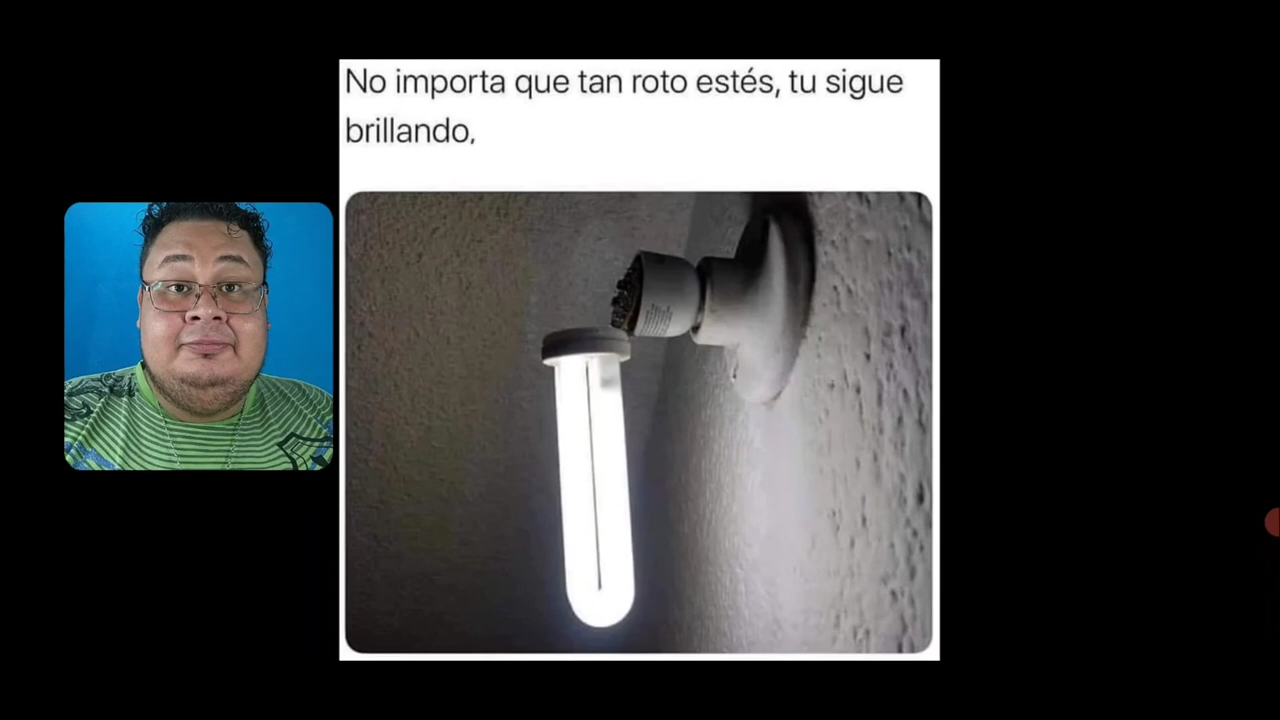 No importa que tan roto estés, tu sigue
brillando,